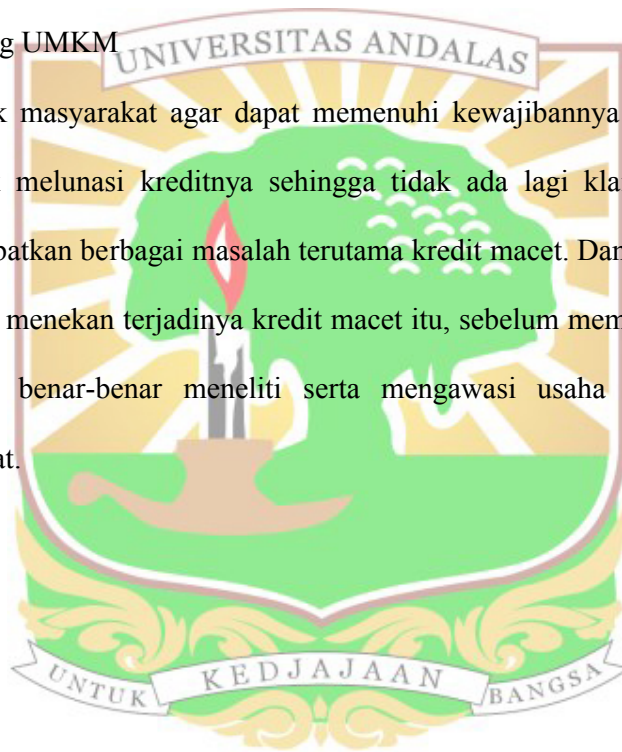 g UMKM
UNIVERSITAS ANDALAS
k masyarakat agar dapat memenuhi kewajibannya
melunasi kreditnya sehingga tidak ada lagi kla
patkan berbagai masalah terutama kredit macet. Dan
menekan terjadinya kredit macet itu, sebelum mem
benar-benar meneliti serta mengawasi usaha
at.
UNTUK KEDJAJAAN BANGSA